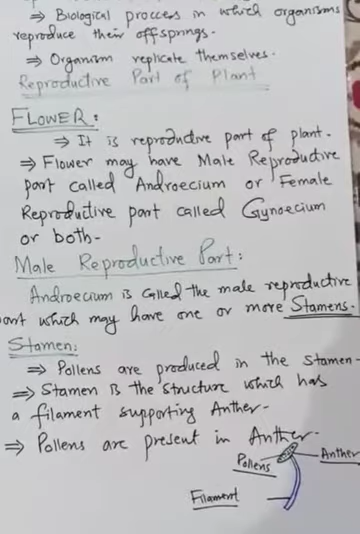 ⇒ Biological proccess in which organisms
reproduce their offsprings.
⇒ Organism replicate themselves.
Reproductive Part of Plant
FLOWER:
⇒ It is reproductive part of plant.
⇒ Flower may have Male Reproductive
part called Androecium or Female
Reproductive part called Gynoecium
or both-
Male Reproductive Part:
Androecium is called the male reproductive
part which may have one or more Stamens.
Stamen:
⇒ Pollens are produced in the stamen-
⇒ Stamen is the structure which has
a filament supporting Anther-
⇒ Pollens are present in Anther-
Pollens
Anther
Filament